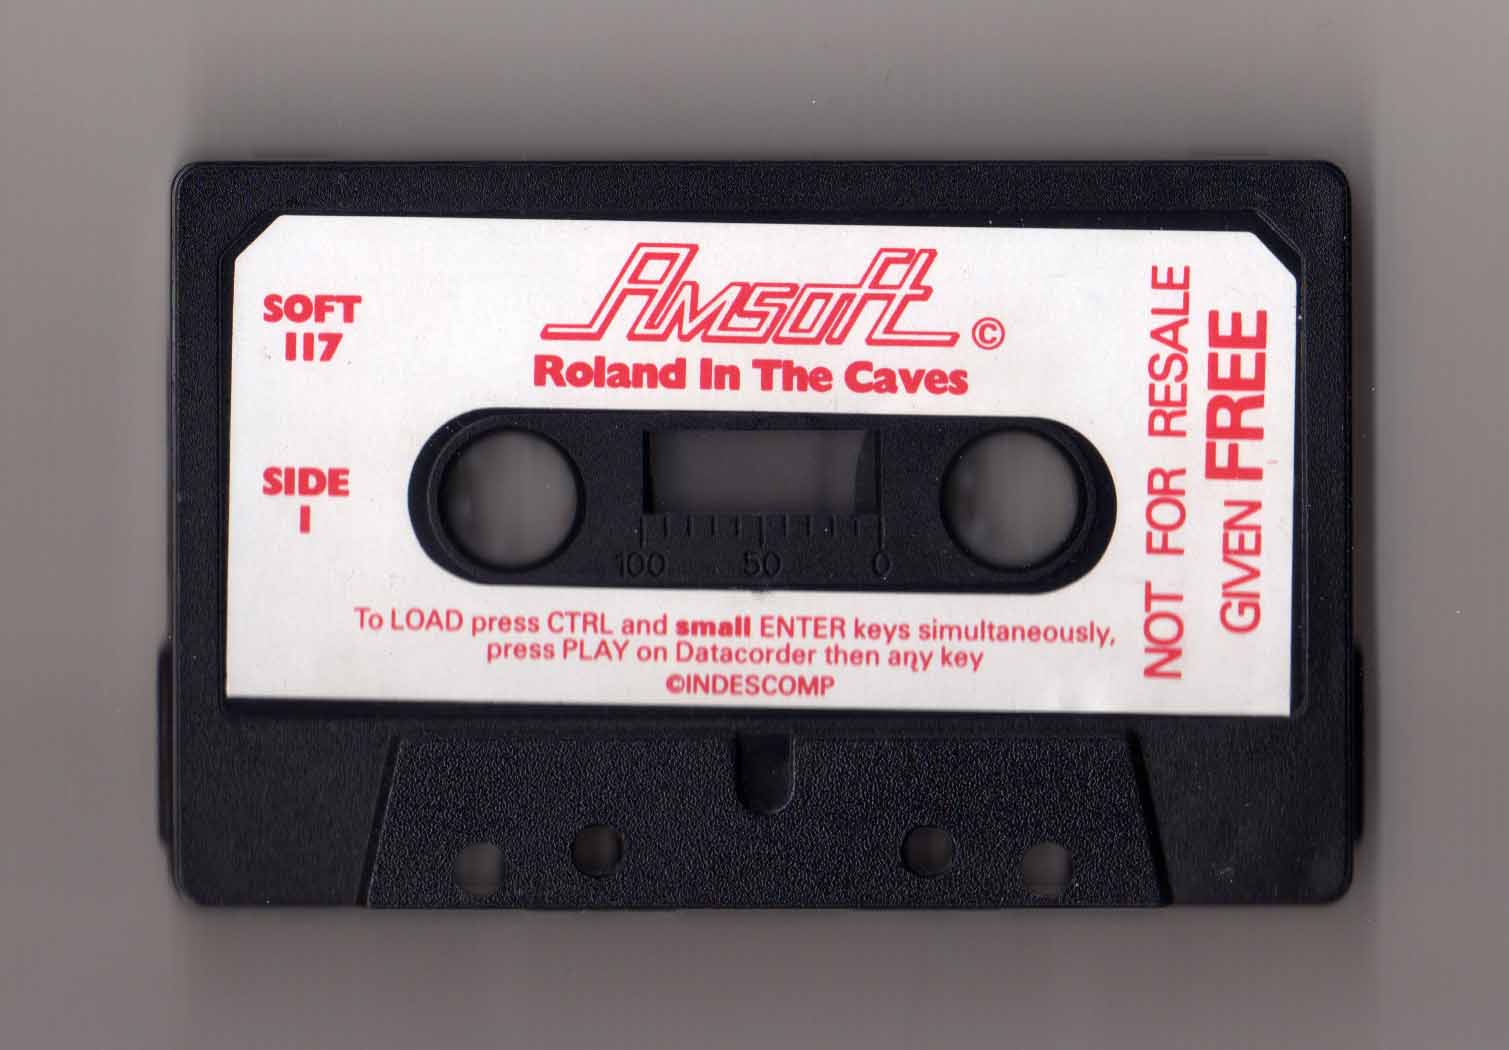 SOFT
117
Amsoft ©
Roland In The Caves
SIDE
1
100 50 0
To LOAD press CTRL and small ENTER keys simultaneously,
press PLAY on Datacorder then any key
©INDESCOMP
NOT FOR RESALE
GIVEN FREE